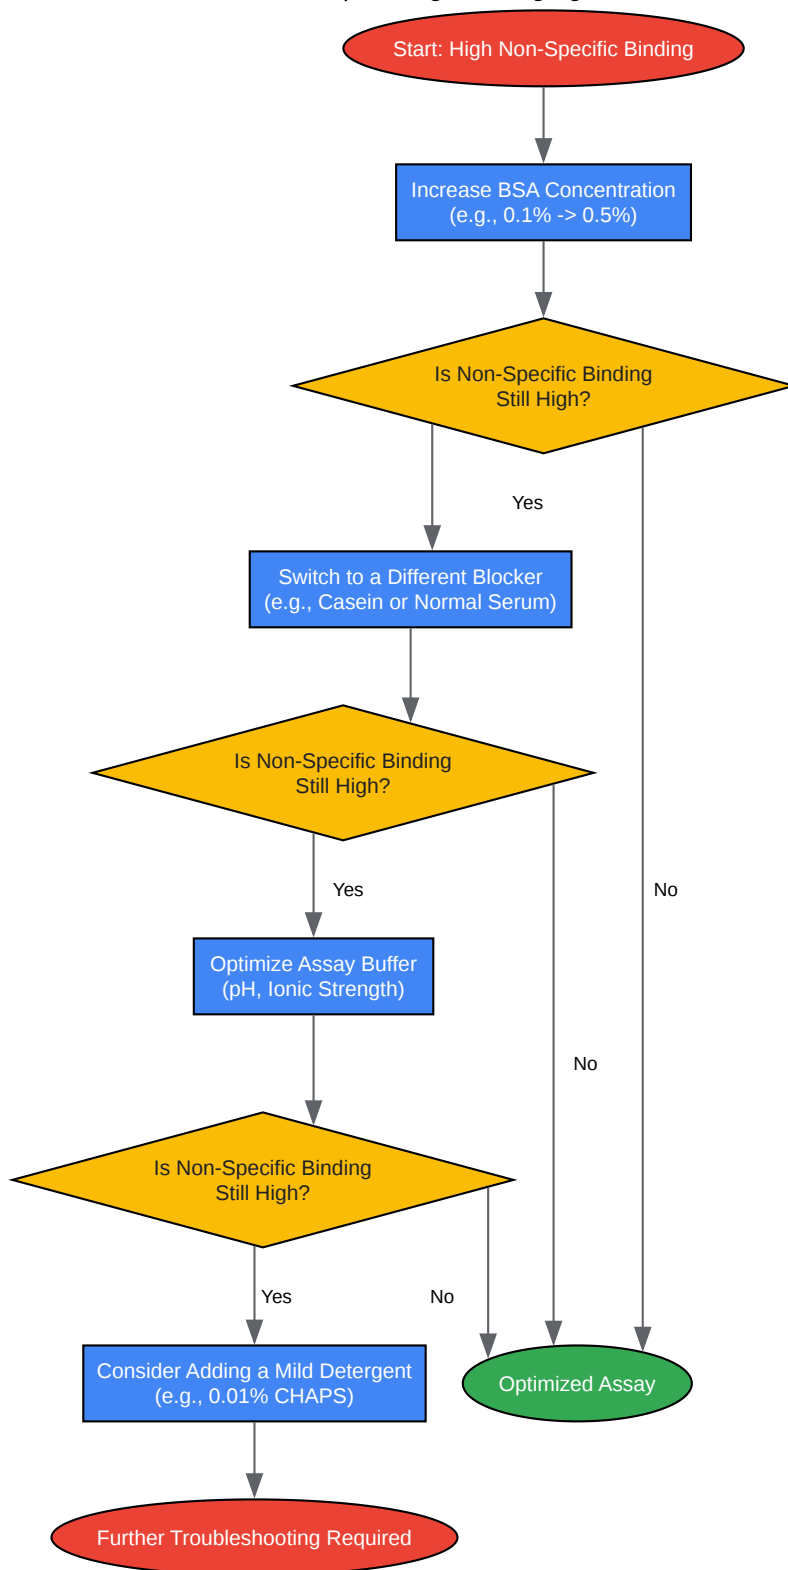 Start: High Non-Specific Binding
Increase BSA Concentration
(e.g., 0.1% -> 0.5%)
Is Non-Specific Binding
Still High?
Yes
Switch to a Different Blocker
(e.g., Casein or Normal Serum)
Is Non-Specific Binding
Still High?
Yes
No
Optimize Assay Buffer
(pH, Ionic Strength)
No
Is Non-Specific Binding
Still High?
Yes
No
Consider Adding a Mild Detergent
(e.g., 0.01% CHAPS)
Optimized Assay
Further Troubleshooting Required